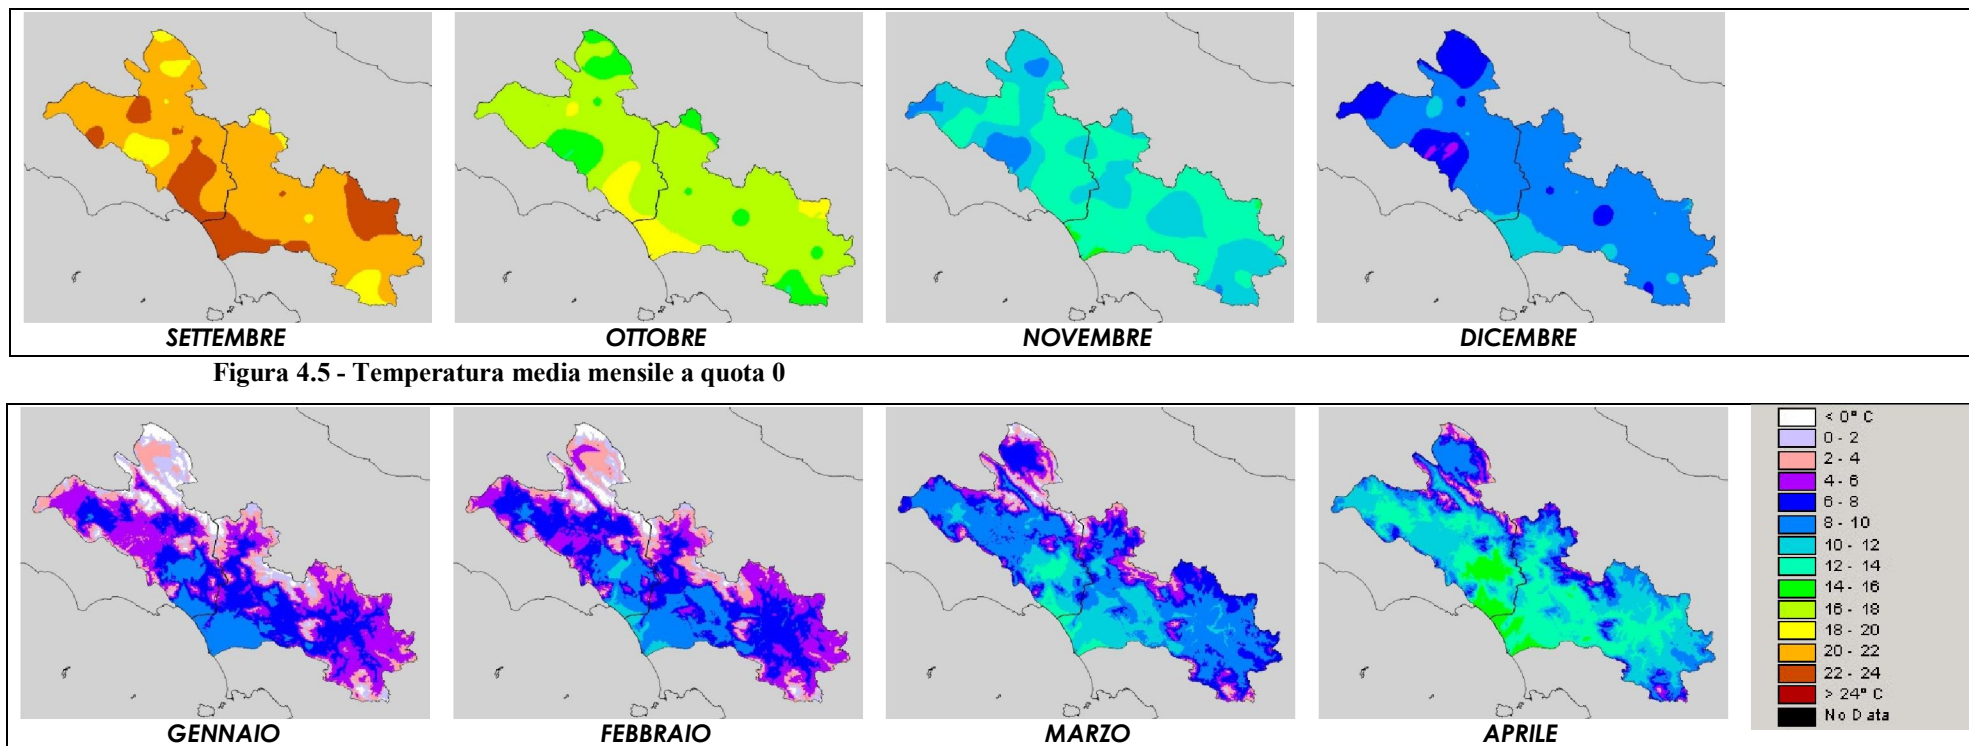 SETTEMBRE
OTTOBRE
NOVEMBRE
DICEMBRE
Figura 4.5 - Temperatura media mensile a quota 0
< 0° C
0 - 2
2 - 4
4 - 6
6 - 8
8 - 10
10 - 12
12 - 14
14 - 16
16 - 18
18 - 20
20 - 22
22 - 24
> 24° C
No Data
GENNAIO
FEBBRAIO
MARZO
APRILE